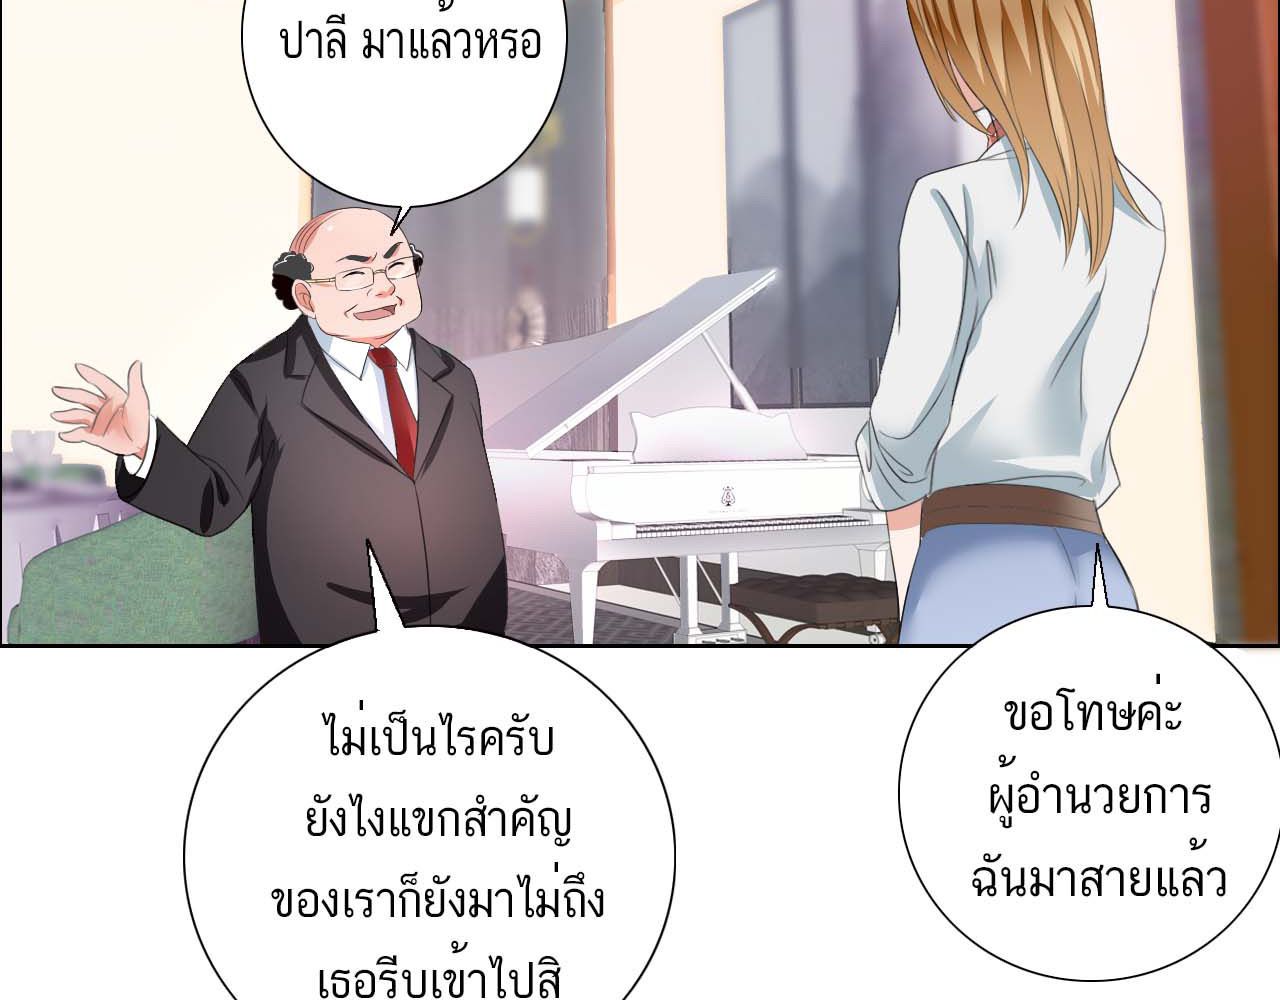 ปาลี มาแล้วหรอ
ขอโทษค่ะ
ผู้อำนวยการ
ฉันมาสายแล้ว
ไม่เป็นไรครับ
ยังไงแขกสำคัญ
ของเราก็ยังมาไม่ถึง
เธอรีบเข้าไปสิ